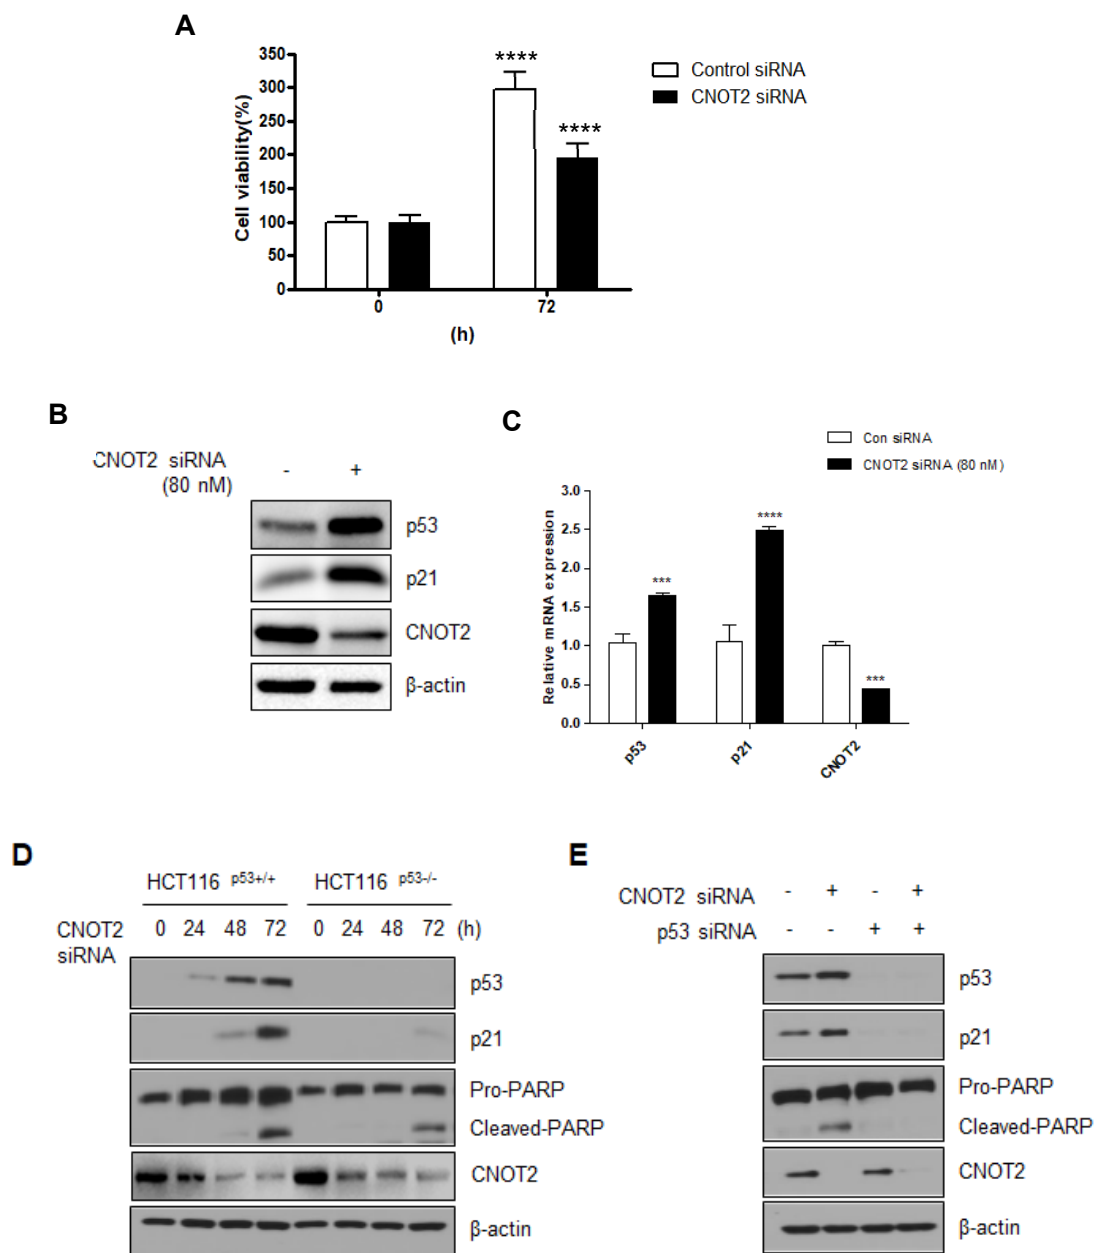 A
350
300
250
200
150
100
50
0
Cell viability(%)
****
****
0
72
(h)
Control siRNA
CNOT2 siRNA
B
CNOT2 siRNA
(80 nM)
- +
p53
p21
CNOT2
β-actin
C
Con siRNA
CNOT2 siRNA (80 nM)
3.0
2.5
2.0
1.5
1.0
0.5
0.0
Relative mRNA expression
***
****
***
p53
p21
CNOT2
D
HCT116 p53+/+ HCT116 p53-/-
CNOT2 siRNA
0 24 48 72 0 24 48 72 (h)
p53
p21
Pro-PARP
Cleaved-PARP
CNOT2
β-actin
E
CNOT2 siRNA - + - +
p53 siRNA - - + +
p53
p21
Pro-PARP
Cleaved-PARP
CNOT2
β-actin